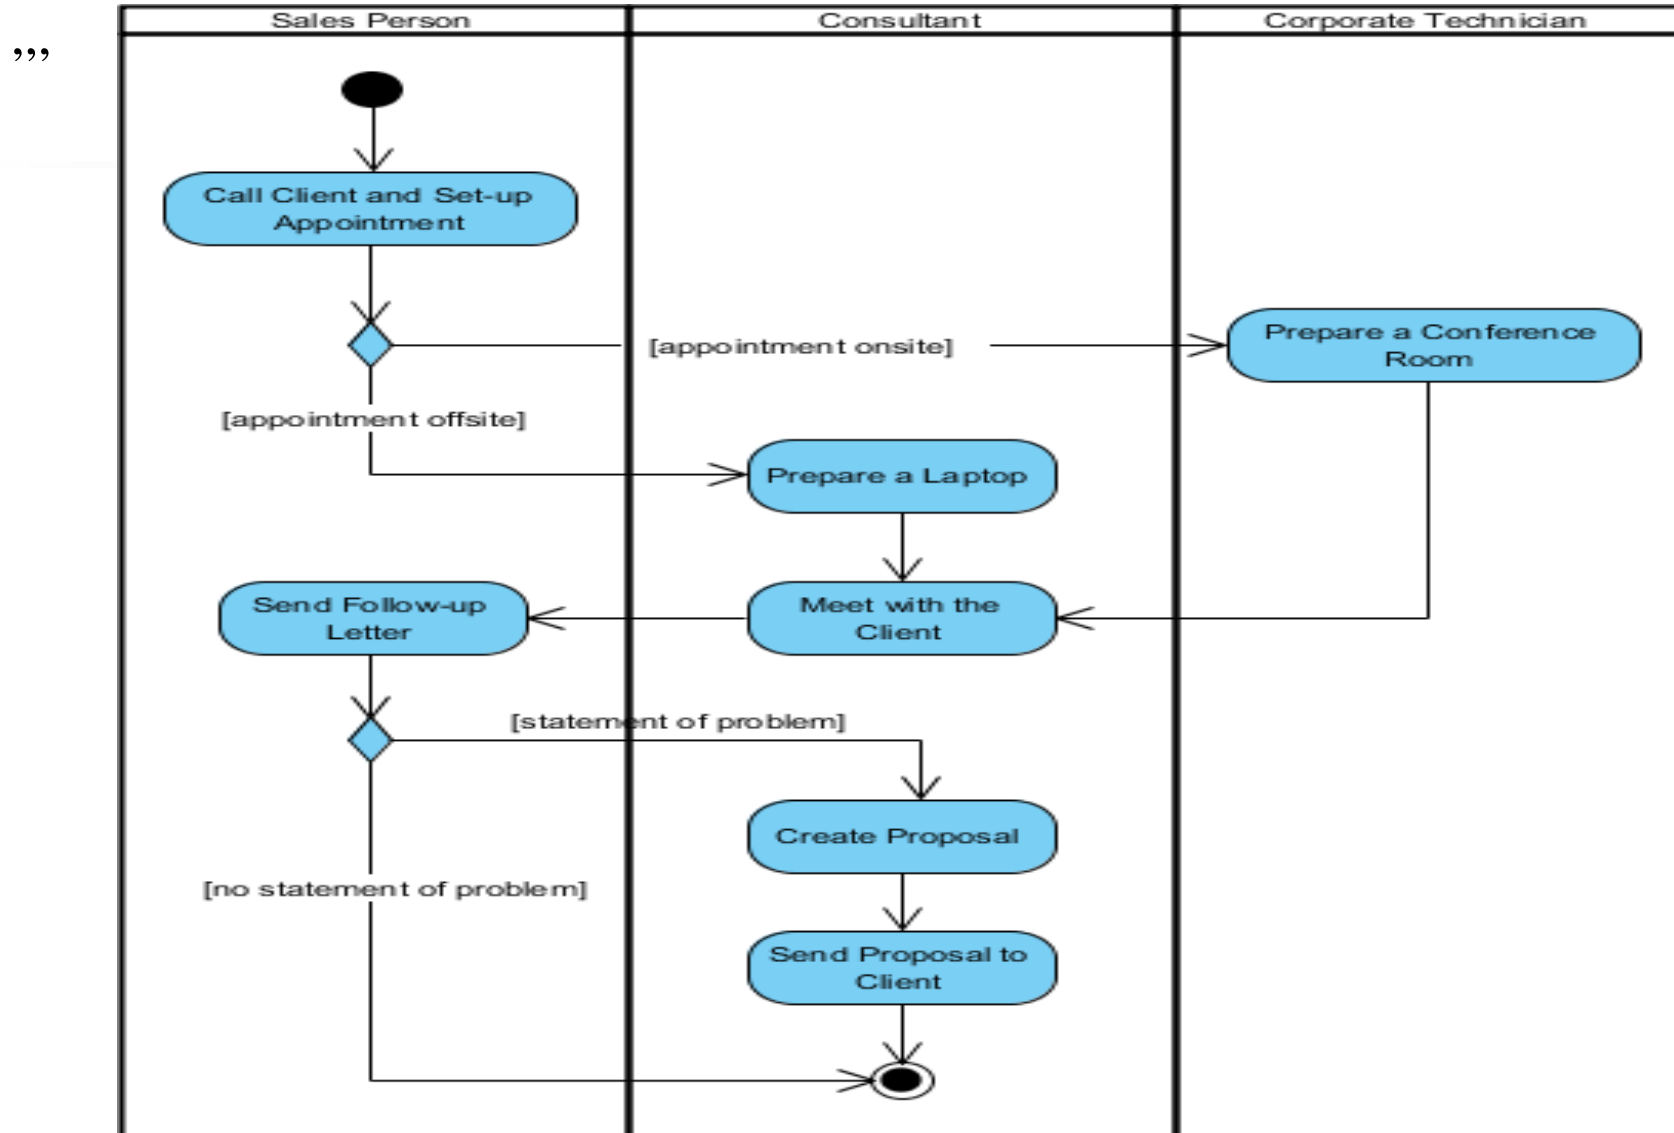 Sales Person
Consultant
Corporate Technician
,,,
Call Client and Set-up
Appointment
[appointment onsite]
Prepare a Conference
Room
[appointment offsite]
Prepare a Laptop
Send Follow-up
Letter
Meet with the
Client
[statement of problem]
Create Proposal
[no statement of problem]
Send Proposal to
Client